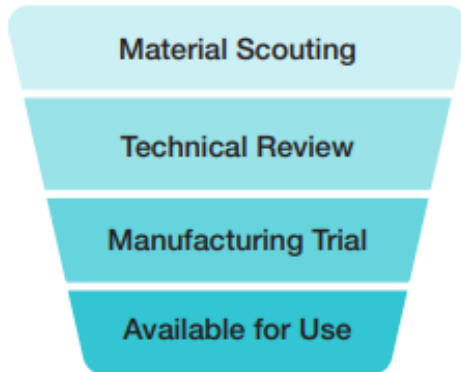 Material Scouting
Technical Review
Manufacturing Trial
Available for Use